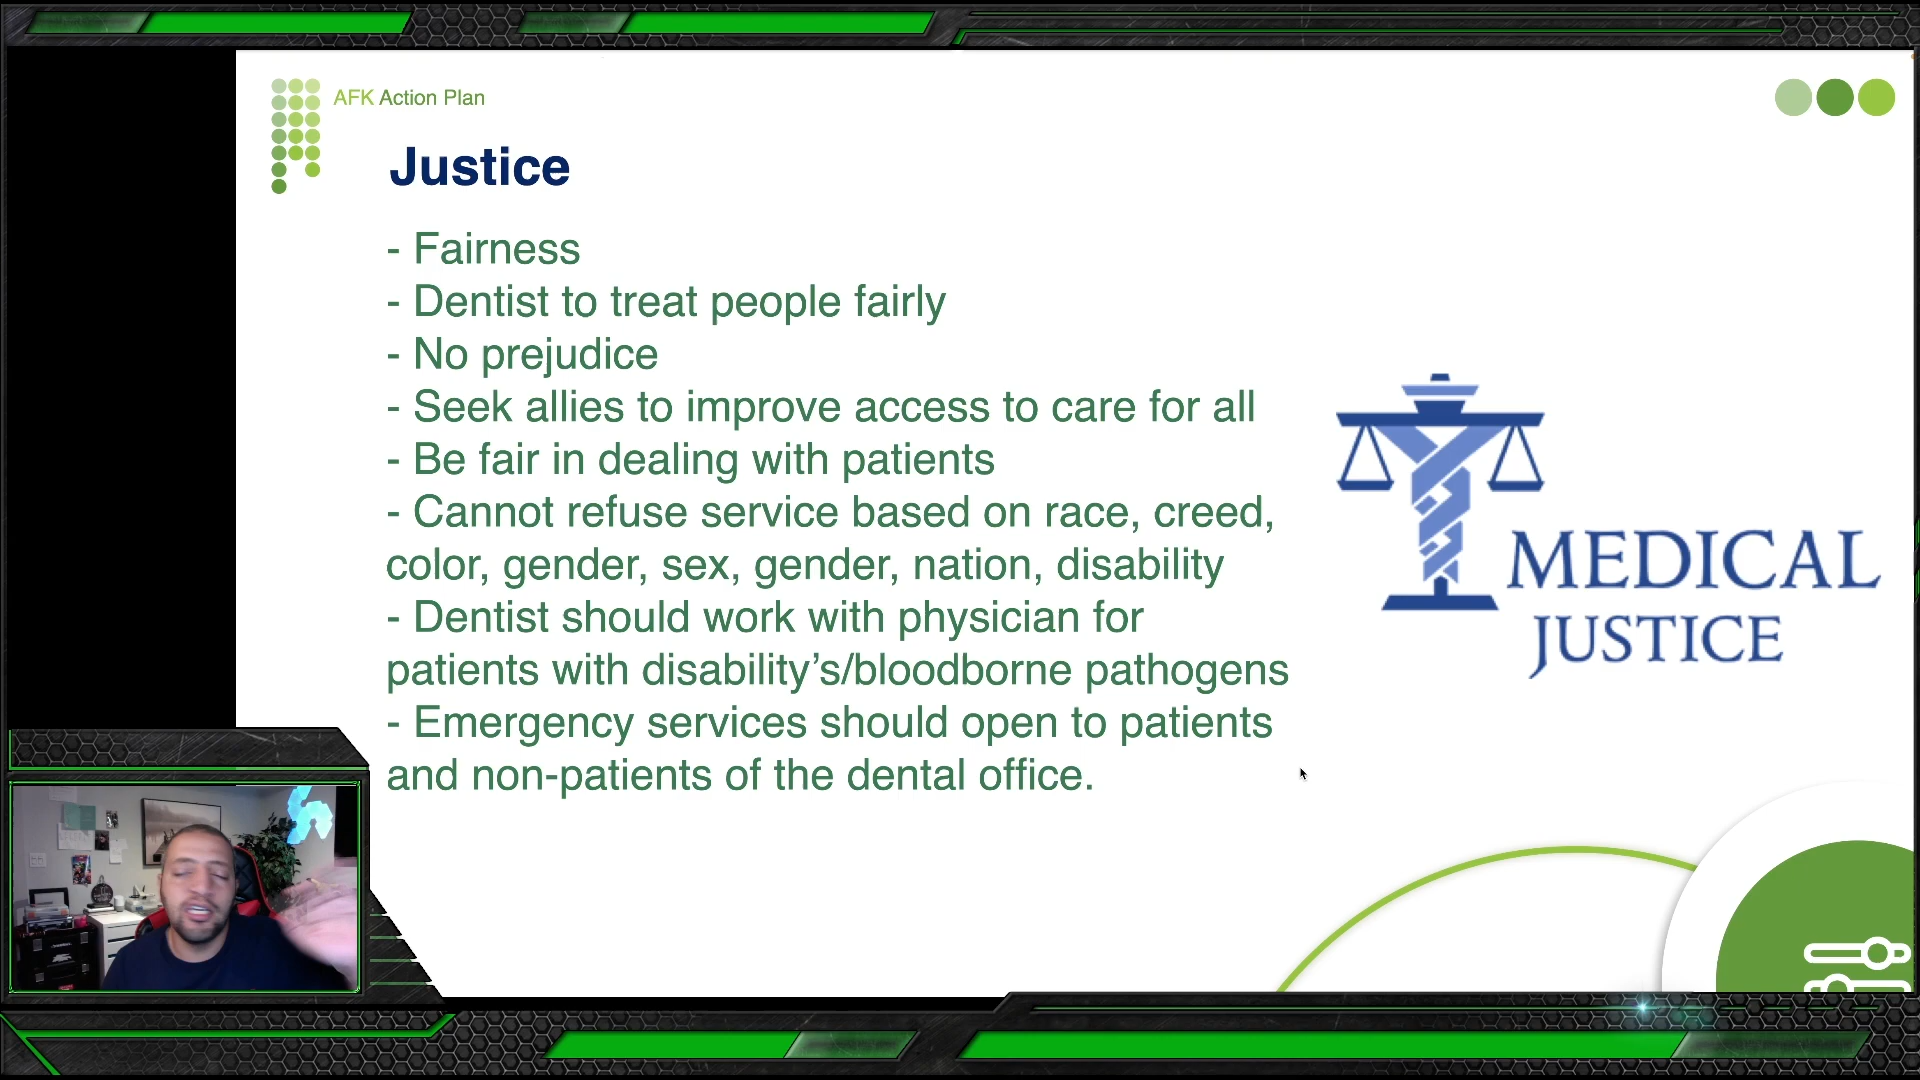 AFK Action Plan
Justice
- Fairness
- Dentist to treat people fairly
- No prejudice
- Seek allies to improve access to care for all
- Be fair in dealing with patients
- Cannot refuse service based on race, creed,
color, gender, sex, gender, nation, disability
- Dentist should work with physician for
patients with disability’s/bloodborne pathogens
- Emergency services should open to patients
and non-patients of the dental office.
MEDICAL
JUSTICE